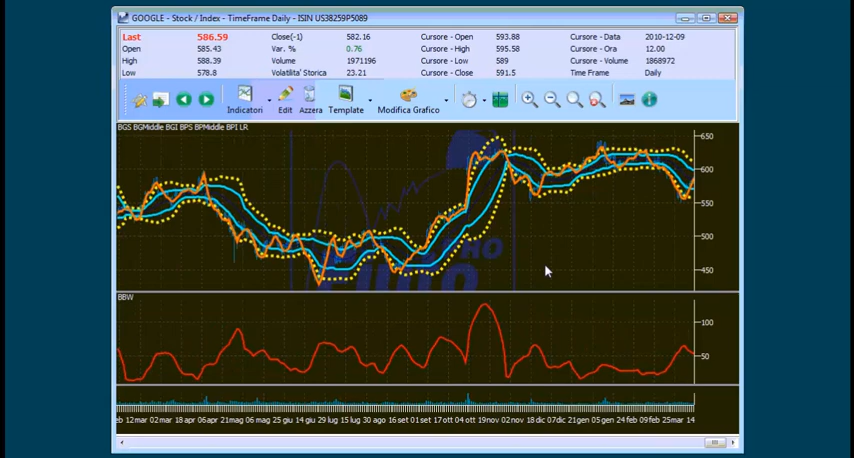 GOOGLE - Stock / Index - TimeFrame Daily - ISIN US38259P5089
Last 586.59 Close(-1) 582.16 Cursore - Open 593.88 Cursore - Data 2010-12-09
Open 585.43 Var. % 0.76 Cursore - High 595.58 Cursore - Ora 12.00
High 588.39 Volume 1971196 Cursore - Low 589 Cursore - Volume 1868972
Low 578.8 Volatilita' Storica 23.21 Cursore - Close 591.5 Time Frame Daily
Indicatori Edit Azzera Template Modifica Grafico
BGS BGMiddle BGI BPS BPMiddle BPI LR
650
600
550
500
450
PRO
BBW
100
50
eb 12mar 02mar 18apr 06apr 21mag 06mag 25giu 14giu 29lug 15lug 30ago 16set 01set 17ott 04ott 19nov 02nov 18dic 07dic 21gen 05gen 24feb 09feb 25mar 14